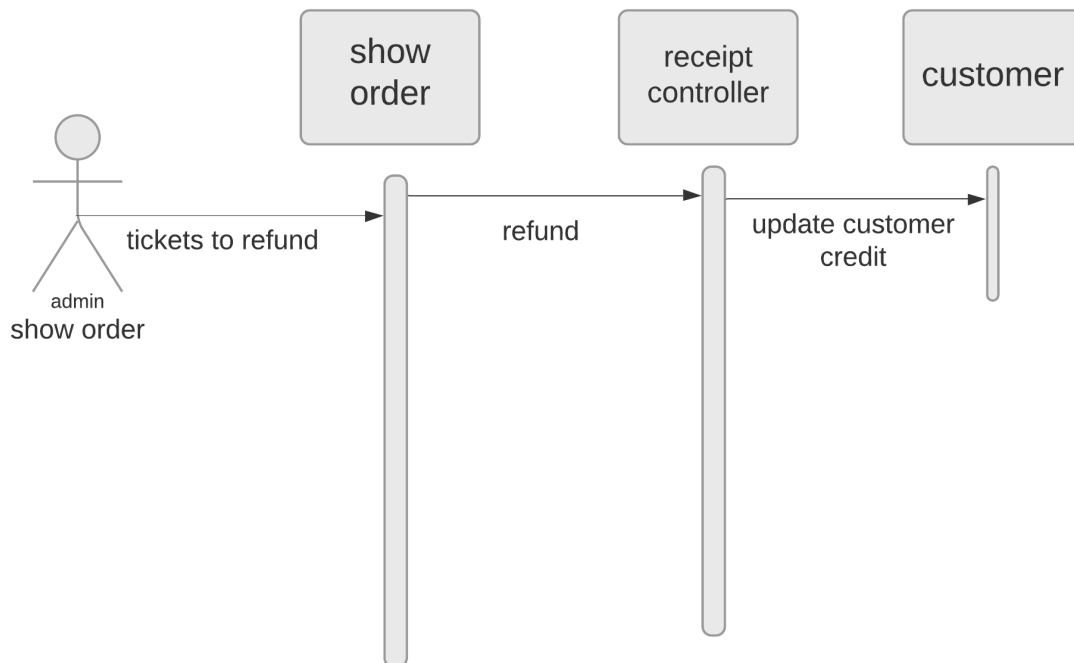 show
order
receipt
controller
customer
tickets to refund
refund
update customer
credit
admin
show order